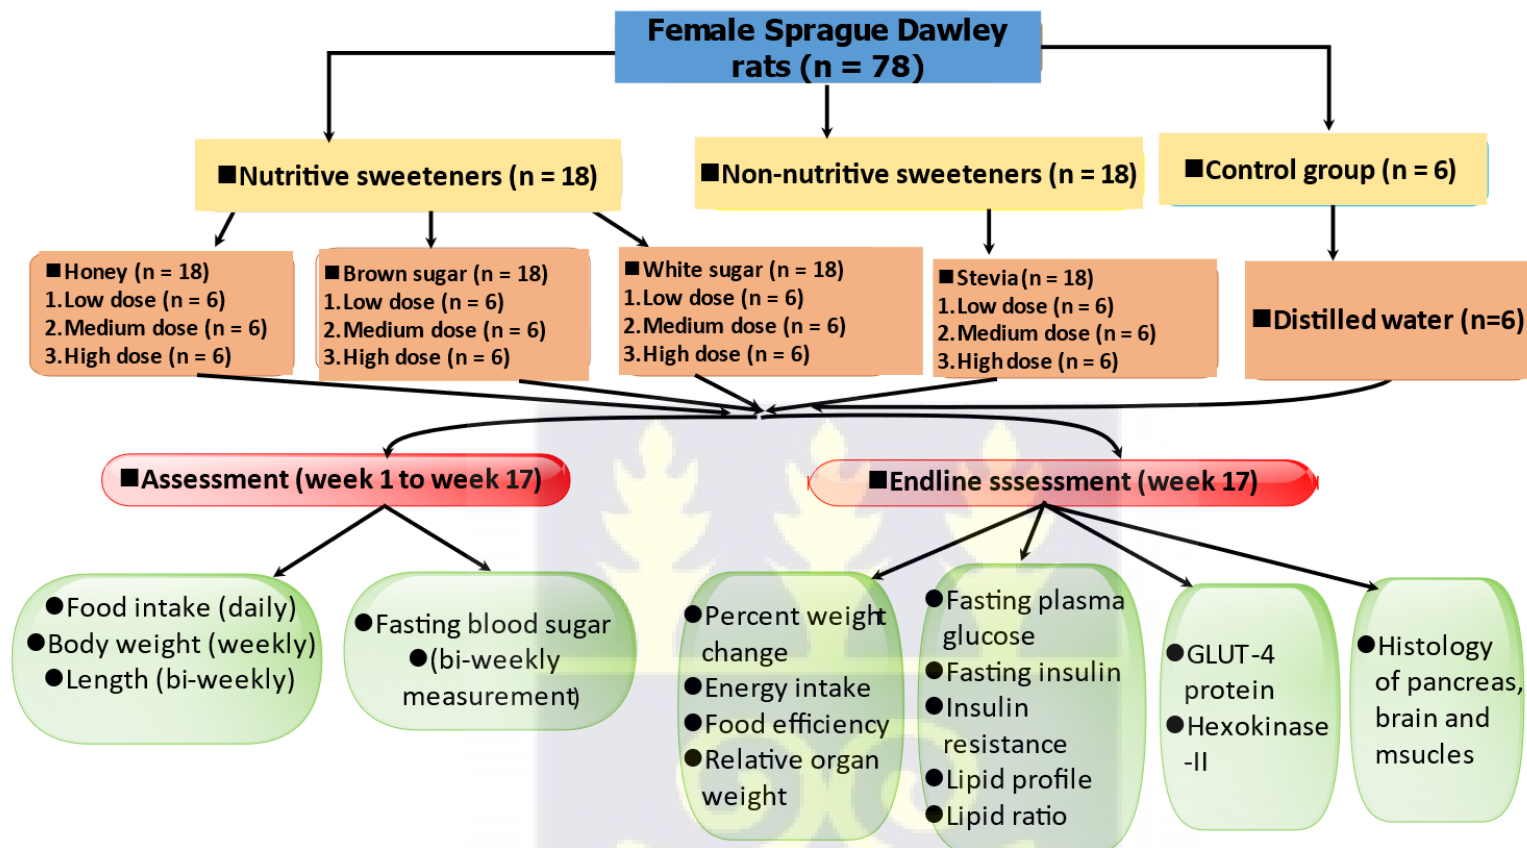 Female Sprague Dawley
rats (n = 78)
■Nutritive sweeteners (n = 18)
■Non-nutritive sweeteners (n = 18)
■Control group (n = 6)
■Honey (n = 18)
1.Low dose (n = 6)
2.Medium dose (n = 6)
3.High dose (n = 6)
■Brown sugar (n = 18)
1.Low dose (n = 6)
2.Medium dose (n = 6)
3.High dose (n = 6)
■White sugar (n = 18)
1.Low dose (n = 6)
2.Medium dose (n = 6)
3.High dose (n = 6)
■Stevia (n = 18)
1.Low dose (n = 6)
2.Medium dose (n = 6)
3.High dose (n = 6)
■Distilled water (n=6)
■Assessment (week 1 to week 17)
■Endline sssessment (week 17)
●Food intake (daily)
●Body weight (weekly)
●Length (bi-weekly)
●Fasting blood sugar
●(bi-weekly
measurement)
●Percent weight
change
●Energy intake
●Food efficiency
●Relative organ
weight
●Fasting plasma
glucose
●Fasting insulin
●Insulin
resistance
●Lipid profile
●Lipid ratio
●GLUT-4
protein
●Hexokinase
-II
●Histology
of pancreas,
brain and
msucles